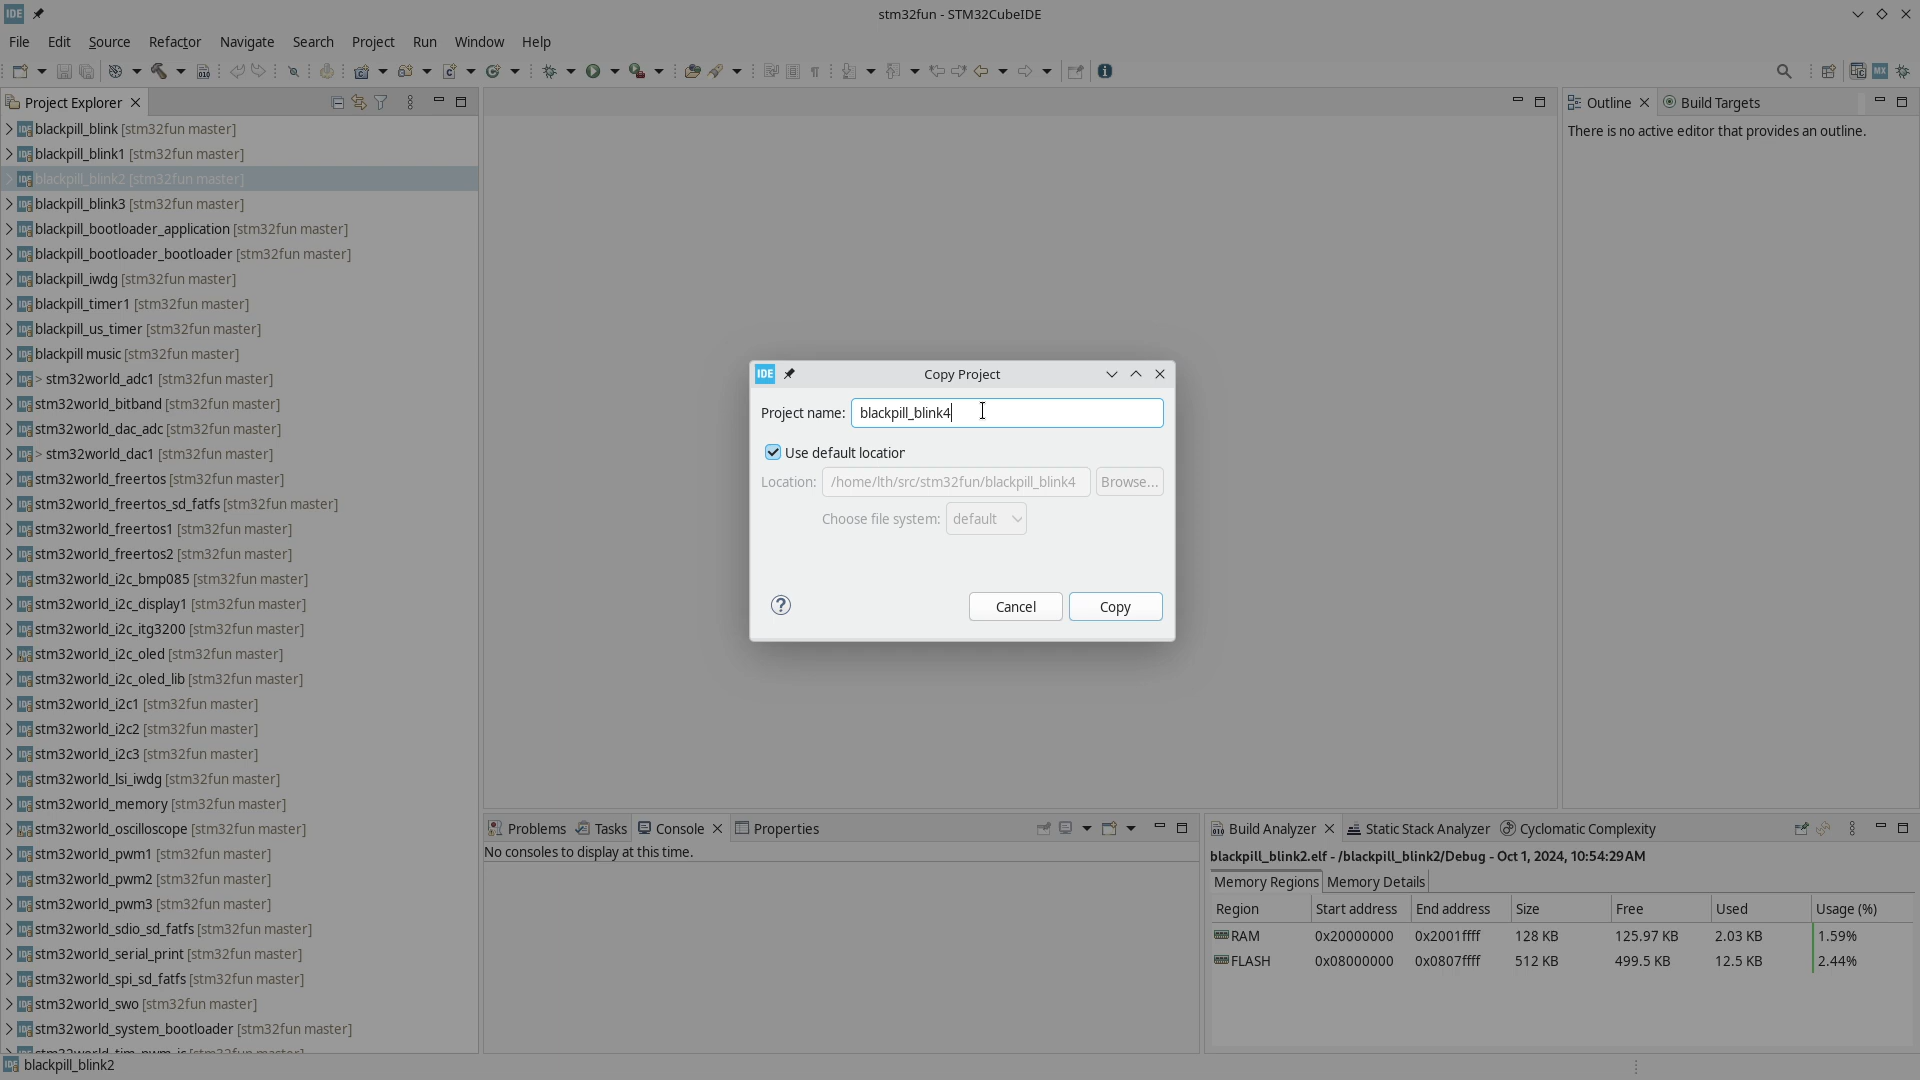 IDE
stm32fun - STM32CubeIDE
File Edit Source Refactor Navigate Search Project Run Window Help
MX
Project Explorer
blackpill_blink [stm32fun master]
blackpill_blink1 [stm32fun master]
blackpill_blink2 [stm32fun master]
blackpill_blink3 [stm32fun master]
blackpill_bootloader_application [stm32fun master]
blackpill_bootloader_bootloader [stm32fun master]
blackpill_iwdg [stm32fun master]
blackpill_timer1 [stm32fun master]
blackpill_us_timer [stm32fun master]
blackpill music [stm32fun master]
> stm32world_adc1 [stm32fun master]
stm32world_bitband [stm32fun master]
stm32world_dac_adc [stm32fun master]
> stm32world_dac1 [stm32fun master]
stm32world_freertos [stm32fun master]
stm32world_freertos_sd_fatfs [stm32fun master]
stm32world_freertos1 [stm32fun master]
stm32world_freertos2 [stm32fun master]
stm32world_i2c_bmp085 [stm32fun master]
stm32world_i2c_display1 [stm32fun master]
stm32world_i2c_itg3200 [stm32fun master]
stm32world_i2c_oled [stm32fun master]
stm32world_i2c_oled_lib [stm32fun master]
stm32world_i2c1 [stm32fun master]
stm32world_i2c2 [stm32fun master]
stm32world_i2c3 [stm32fun master]
stm32world_lsi_iwdg [stm32fun master]
stm32world_memory [stm32fun master]
stm32world_oscilloscope [stm32fun master]
stm32world_pwm1 [stm32fun master]
stm32world_pwm2 [stm32fun master]
stm32world_pwm3 [stm32fun master]
stm32world_sdio_sd_fatfs [stm32fun master]
stm32world_serial_print [stm32fun master]
stm32world_spi_sd_fatfs [stm32fun master]
stm32world_swo [stm32fun master]
stm32world_system_bootloader [stm32fun master]
blackpill_blink2
Outline Build Targets
There is no active editor that provides an outline.
IDE
Copy Project
Project name: blackpill_blink4
Use default location
Location: /home/lth/src/stm32fun/blackpill_blink4 Browse...
Choose file system: default
? Cancel Copy
Problems Tasks Console Properties
No consoles to display at this time.
Build Analyzer Static Stack Analyzer Cyclomatic Complexity
blackpill_blink2.elf - /blackpill_blink2/Debug - Oct 1, 2024, 10:54:29 AM
Memory Regions Memory Details
Region Start address End address Size Free Used Usage (%)
RAM 0x20000000 0x2001ffff 128 KB 125.97 KB 2.03 KB 1.59%
FLASH 0x08000000 0x0807ffff 512 KB 499.5 KB 12.5 KB 2.44%